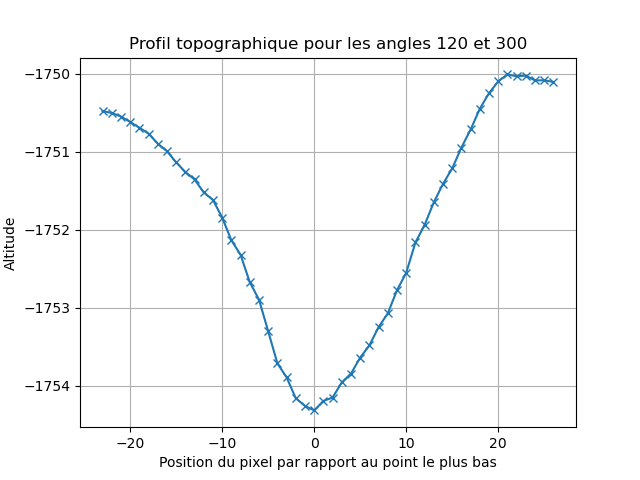 Profil topographique pour les angles 120 et 300
Altitude
−1750
−1751
−1752
−1753
−1754
−20 −10 0 10 20
Position du pixel par rapport au point le plus bas